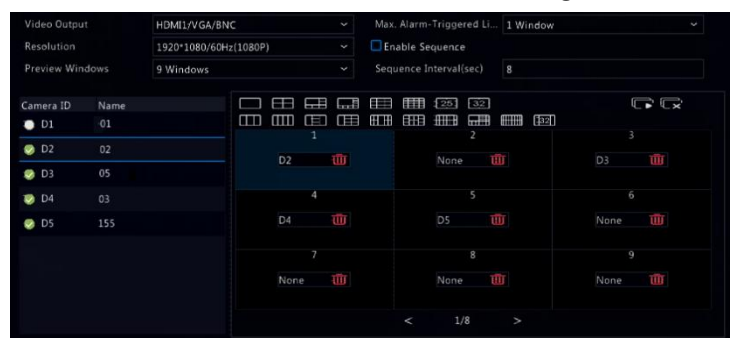 Video Output HDMI1/VGA/BNC Max. Alarm-Triggered Li... 1 Window
Resolution 1920*1080/60Hz(1080P) Enable Sequence
Preview Windows 9 Windows Sequence Interval(sec) 8
Camera ID Name
D1 01
D2 02
D3 05
D4 03
D5 155
25 32
32
1 2 3
D2 None D3
4 5 6
D4 D5 None
7 8 9
None None None
< 1/8 >